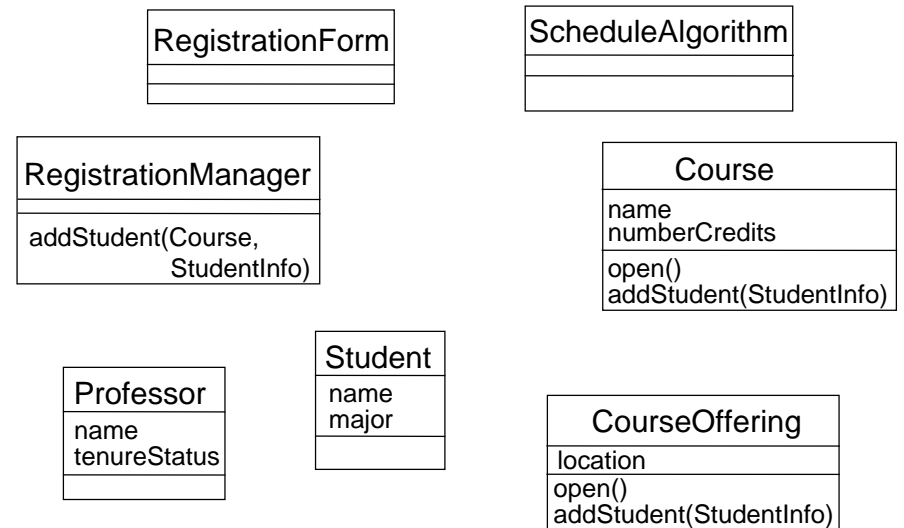 RegistrationForm
ScheduleAlgorithm
RegistrationManager
addStudent(Course,
StudentInfo)
Course
name
numberCredits
open()
addStudent(StudentInfo)
Professor
name
tenureStatus
Student
name
major
CourseOffering
location
open()
addStudent(StudentInfo)